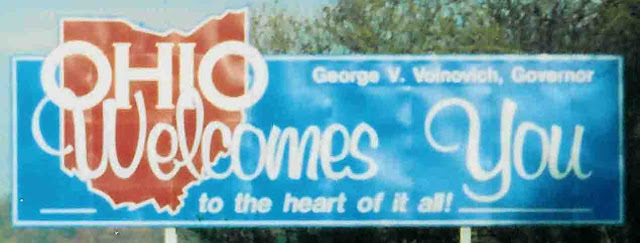 OHIO
George V. Voinovich, Governor
Welcomes You
to the heart of it all!